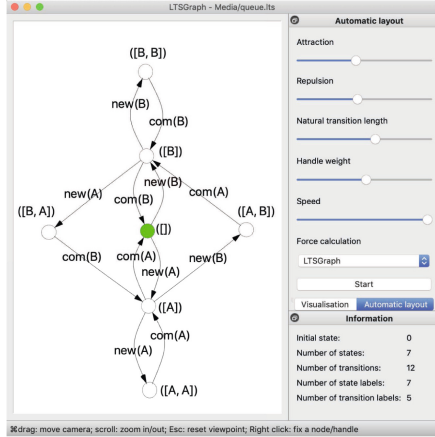 LTSGraph - Media/queue.lts
([B, B])
new(B)
com(B)
([B])
new(A)
com(B)
new(B)
com(A)
([B, A])
([])
([A, B])
com(B)
com(A)
new(A)
new(B)
([A])
new(A)
com(A)
([A, A])
Automatic layout
Attraction
Repulsion
Natural transition length
Handle weight
Speed
Force calculation
LTSGraph
Start
Visualisation Automatic layout
Information
Initial state: 0
Number of states: 7
Number of transitions: 12
Number of state labels: 7
Number of transition labels: 5
⌘drag: move camera; scroll: zoom in/out; Esc: reset viewpoint; Right click: fix a node/handle